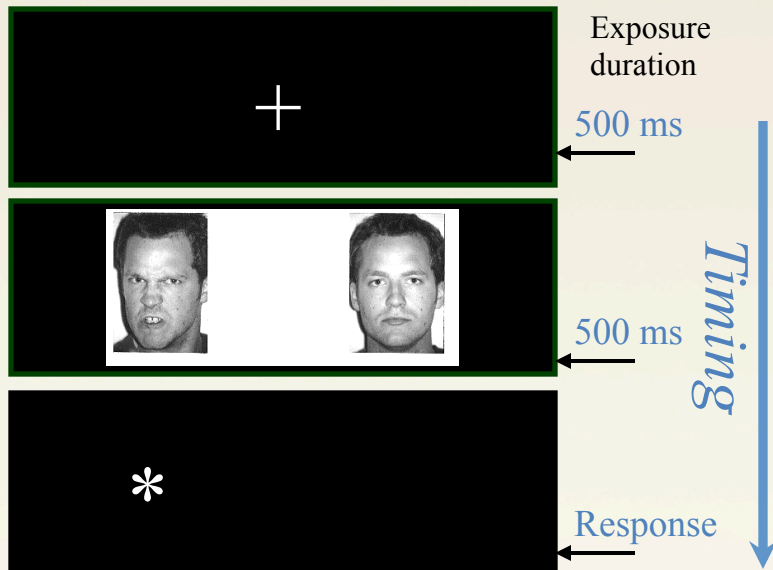 Exposure
duration
+
500 ms
500 ms
Timing
*
Response